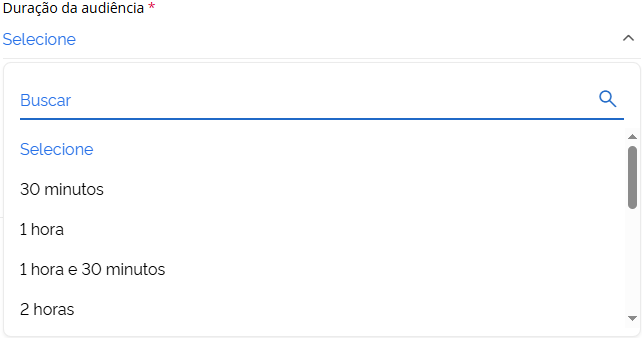 Duração da audiência *
Selecione
Buscar
Selecione
30 minutos
1 hora
1 hora e 30 minutos
2 horas